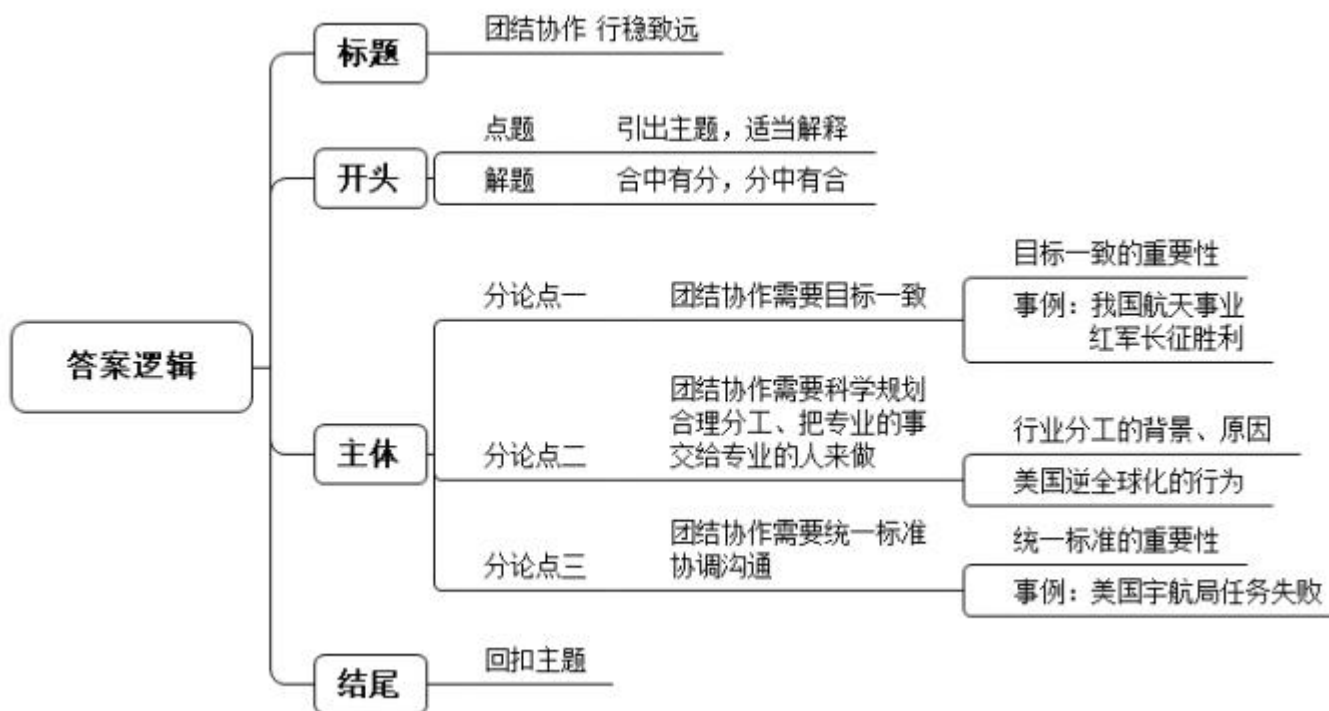 答案逻辑
标题
团结协作 行稳致远
开头
点题 引出主题，适当解释
解题 合中有分，分中有合
主体
分论点一 团结协作需要目标一致
目标一致的重要性
事例：我国航天事业
红军长征胜利
分论点二 团结协作需要科学规划
合理分工、把专业的事
交给专业的人来做
行业分工的背景、原因
美国逆全球化的行为
分论点三 团结协作需要统一标准
协调沟通
统一标准的重要性
事例：美国宇航局任务失败
结尾
回扣主题